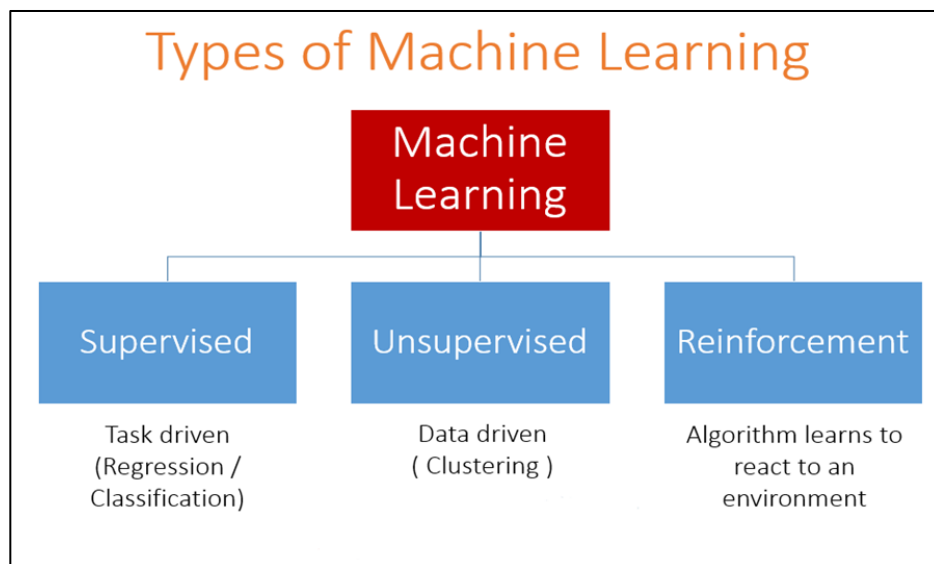 Types of Machine Learning
Machine
Learning
Supervised
Unsupervised
Reinforcement
Task driven
(Regression /
Classification)
Data driven
( Clustering )
Algorithm learns to
react to an
environment